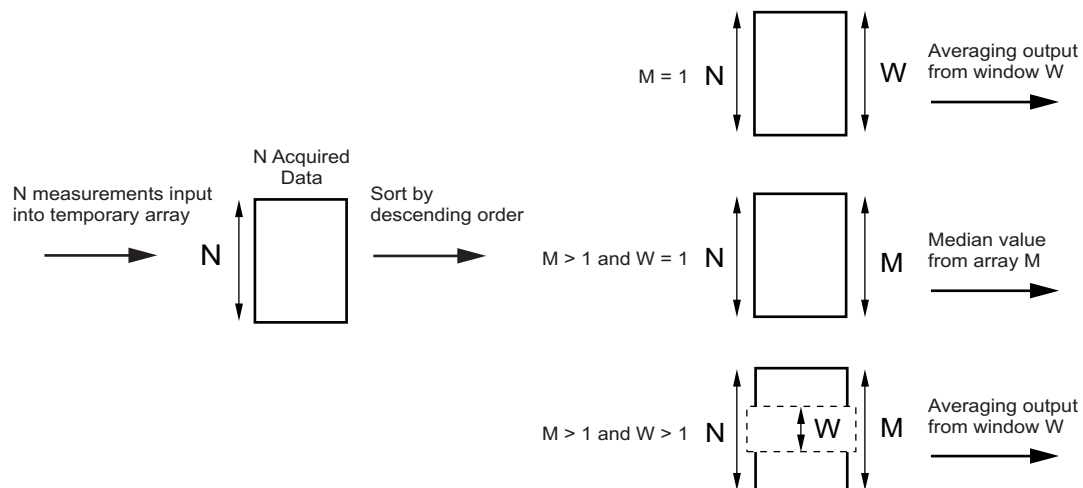 N measurements input
into temporary array
N
N Acquired
Data
Sort by
descending order
M = 1
N
W
Averaging output
from window W
M > 1 and W = 1
N
M
Median value
from array M
M > 1 and W > 1
N
W
M
Averaging output
from window W